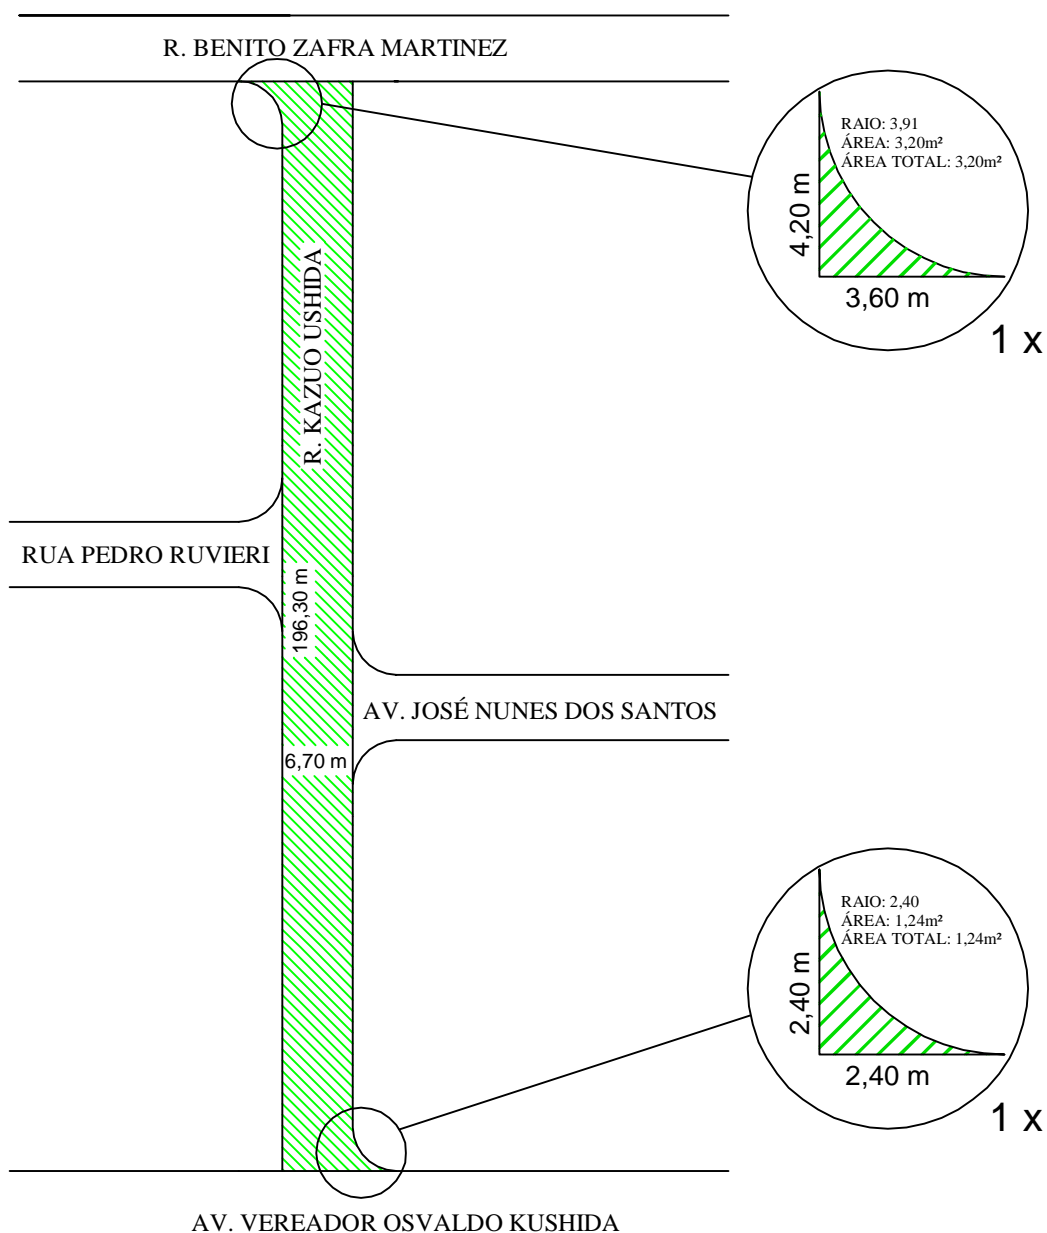 R. BENITO ZAFRA MARTINEZ
RAIO: 3,91
ÁREA: 3,20m²
ÁREA TOTAL: 3,20m²
4,20 m
3,60 m
1 x
R. KAZUO USHIDA
RUA PEDRO RUVIERI
196,30 m
AV. JOSÉ NUNES DOS SANTOS
6,70 m
RAIO: 2,40
ÁREA: 1,24m²
ÁREA TOTAL: 1,24m²
2,40 m
2,40 m
1 x
AV. VEREADOR OSVALDO KUSHIDA